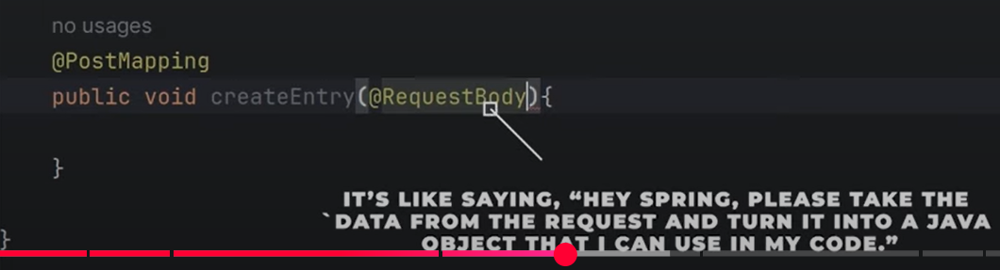 no usages
@PostMapping
public void createEntry(@RequestBody){
}
IT’S LIKE SAYING, “HEY SPRING, PLEASE TAKE THE
`DATA FROM THE REQUEST AND TURN IT INTO A JAVA
}
OBJECT THAT I CAN USE IN MY CODE.”